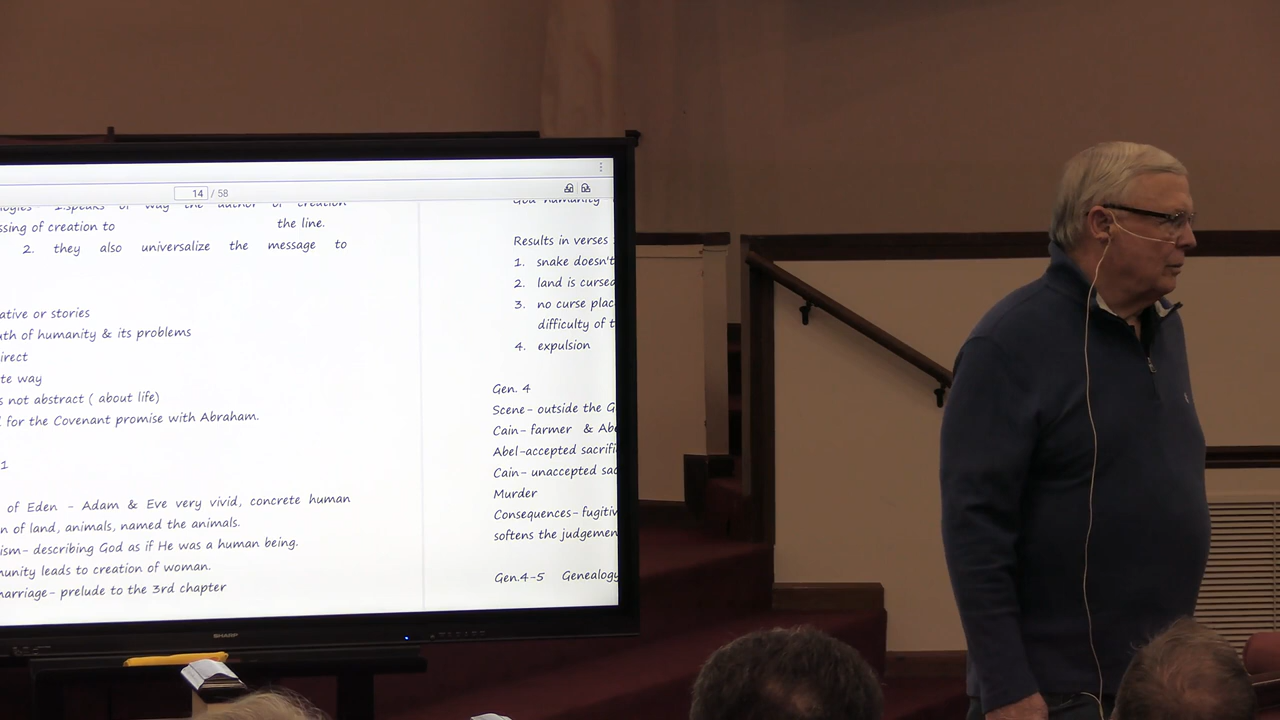 14 / 58
1.speaks of way the author of creation
ssing of creation to the line.
2. they also universalize the message to
ative or stories
uth of humanity & its problems
irect
te way
s not abstract ( about life)
l for the Covenant promise with Abraham.
1
of Eden - Adam & Eve very vivid, concrete human
n of land, animals, named the animals.
ism- describing God as if He was a human being.
munity leads to creation of woman.
narriage- prelude to the 3rd chapter
God humanity
Results in verses
1. snake doesn't
2. land is cursed
3. no curse plac
difficulty of t
4. expulsion
Gen. 4
Scene- outside the G
Cain- farmer & Abe
Abel-accepted sacrifi
Cain- unaccepted sac
Murder
Consequences- fugitiv
softens the judgemen
Gen.4-5 Genealogy
SHARP